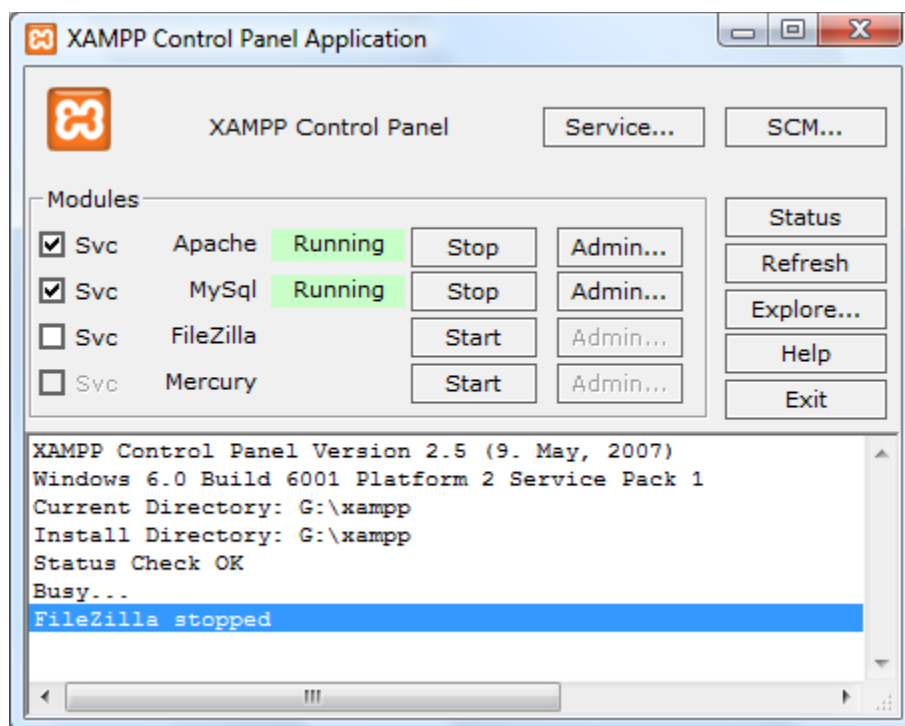 XAMPP Control Panel Application
XAMPP Control Panel Service... SCM...
Modules
Svc Apache Running Stop Admin...
Svc MySql Running Stop Admin...
Svc FileZilla Start Admin...
Svc Mercury Start Admin...
Status
Refresh
Explore...
Help
Exit
XAMPP Control Panel Version 2.5 (9. May, 2007)
Windows 6.0 Build 6001 Platform 2 Service Pack 1
Current Directory: G:\xampp
Install Directory: G:\xampp
Status Check OK
Busy...
FileZilla stopped